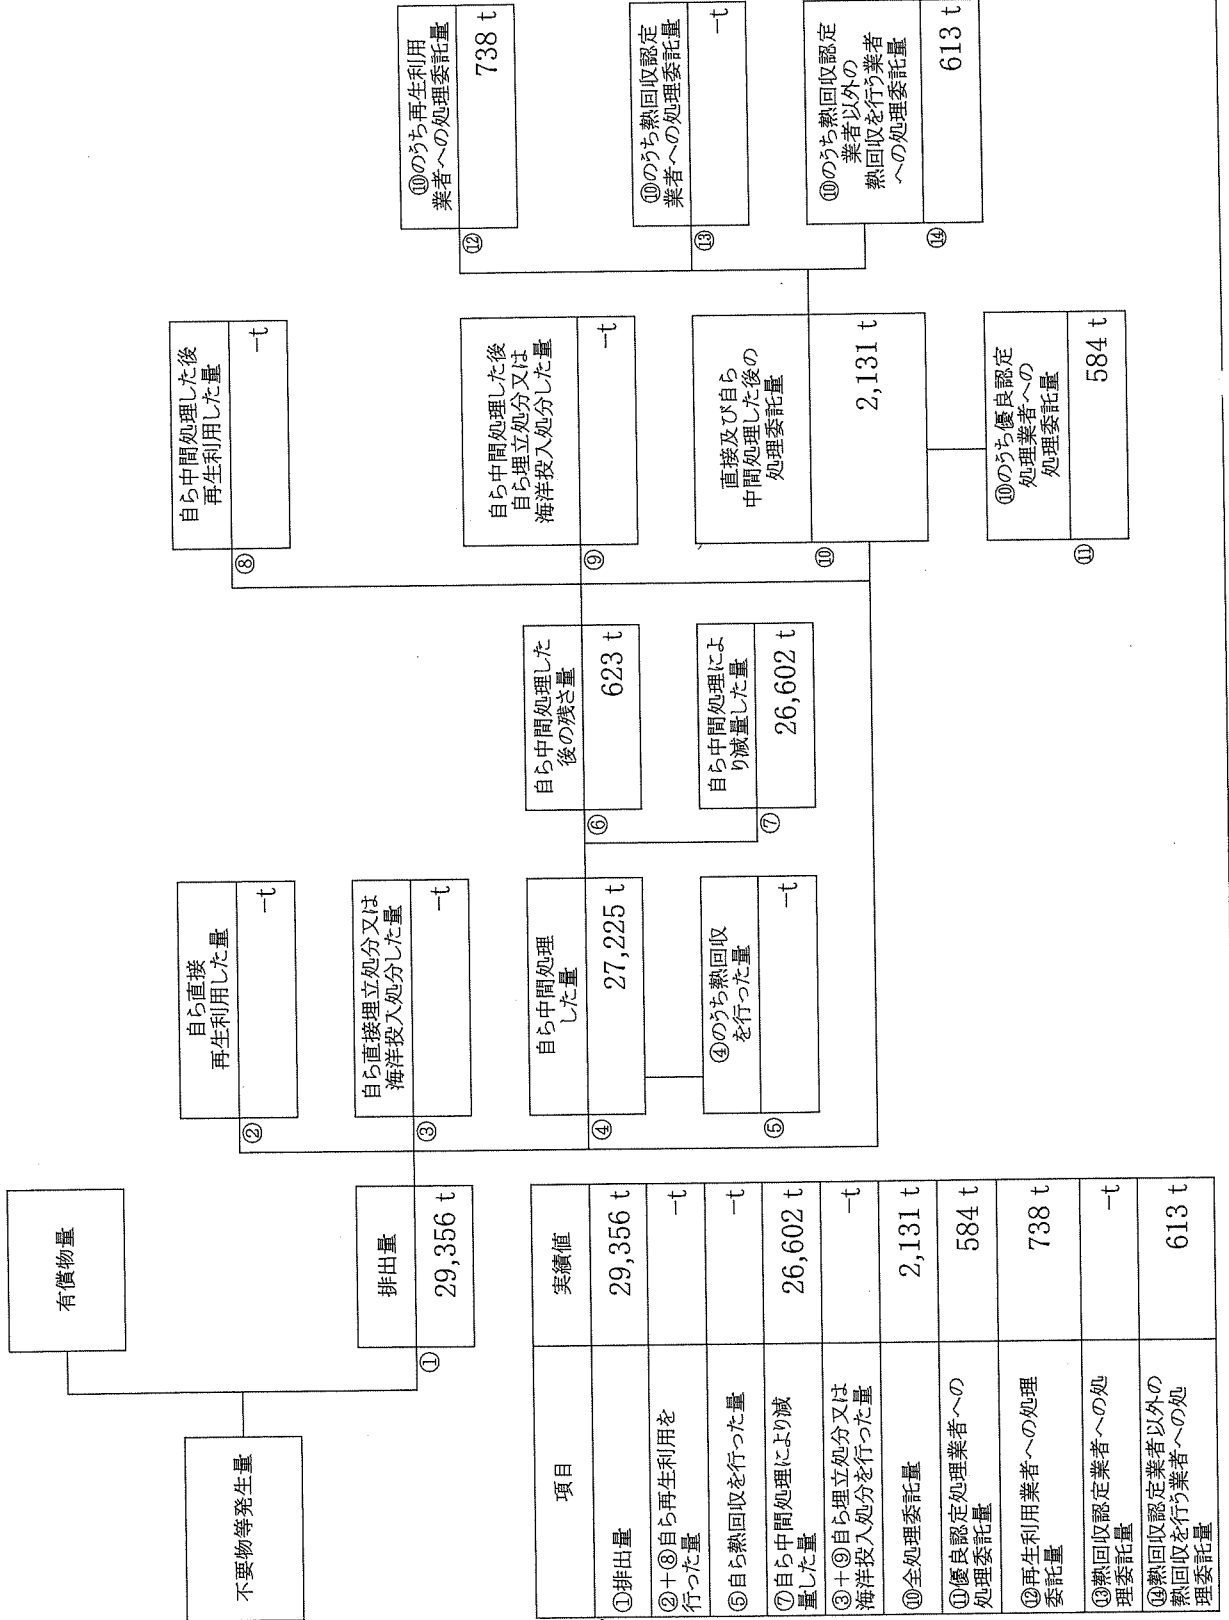 不要物等発生量
有償物量
排出量
①
29,356 t
自ら直接
再生利用した量
②
−t
自ら直接埋立処分又は
海洋投入処分した量
③
−t
自ら中間処理
した量
④
27,225 t
④のうち熱回収
を行った量
⑤
−t
自ら中間処理した
後の残さ量
⑥
623 t
自ら中間処理によ
り減量した量
⑦
26,602 t
自ら中間処理した後
再生利用した量
⑧
−t
自ら中間処理した後
自ら埋立処分又は
海洋投入処分した量
⑨
−t
直接及び自ら
中間処理した後の
処理委託量
⑩
2,131 t
⑩のうち優良認定
処理業者への
処理委託量
⑪
584 t
⑩のうち再生利用
業者への処理委託量
⑫
738 t
⑩のうち熱回収認定
業者への処理委託量
⑬
−t
⑩のうち熱回収認定
業者以外の
熱回収を行う業者
への処理委託量
⑭
613 t
項目 実績値
①排出量 29,356 t
②+⑧自ら再生利用を
行った量 −t
⑤自ら熱回収を行った量 −t
⑦自ら中間処理により減
量した量 26,602 t
③+⑨自ら埋立処分又は
海洋投入処分を行った量 −t
⑩全処理委託量 2,131 t
⑪優良認定処理業者への
処理委託量 584 t
⑫再生利用業者への処理
委託量 738 t
⑬熱回収認定業者への処
理委託量 −t
⑭熱回収認定業者以外の
熱回収を行う業者への処
理委託量 613 t